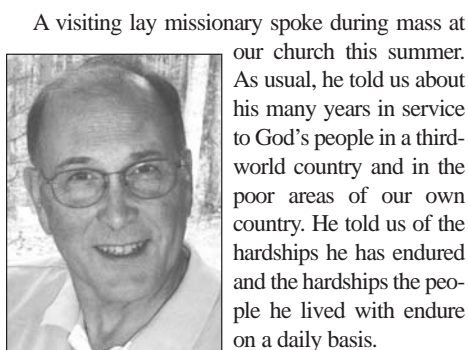 A visiting lay missionary spoke during mass at
our church this summer.
As usual, he told us about
his many years in service
to God’s people in a third-
world country and in the
poor areas of our own
country. He told us of the
hardships he has endured
and the hardships the peo-
ple he lived with endure
on a daily basis.